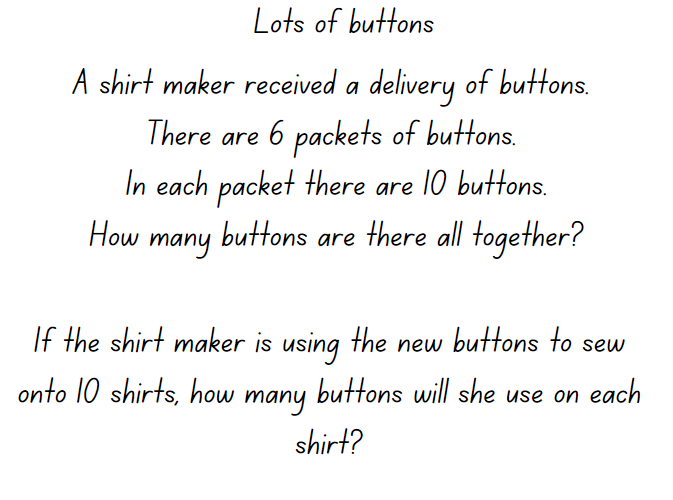 Lots of buttons
A shirt maker received a delivery of buttons.
There are 6 packets of buttons.
In each packet there are 10 buttons.
How many buttons are there all together?
If the shirt maker is using the new buttons to sew
onto 10 shirts, how many buttons will she use on each
shirt?